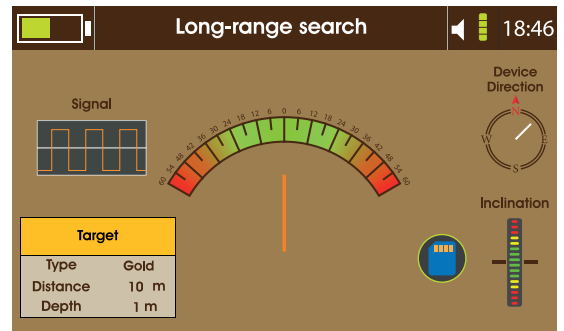 Long-range search
18:46
Signal
Device
Direction
A
N
W
E
S
60 54 48 42 36 30 24 18 12 6 0 6 12 18 24 30 36 42 48 54 60
Inclination
Target
Type Gold
Distance 10 m
Depth 1 m